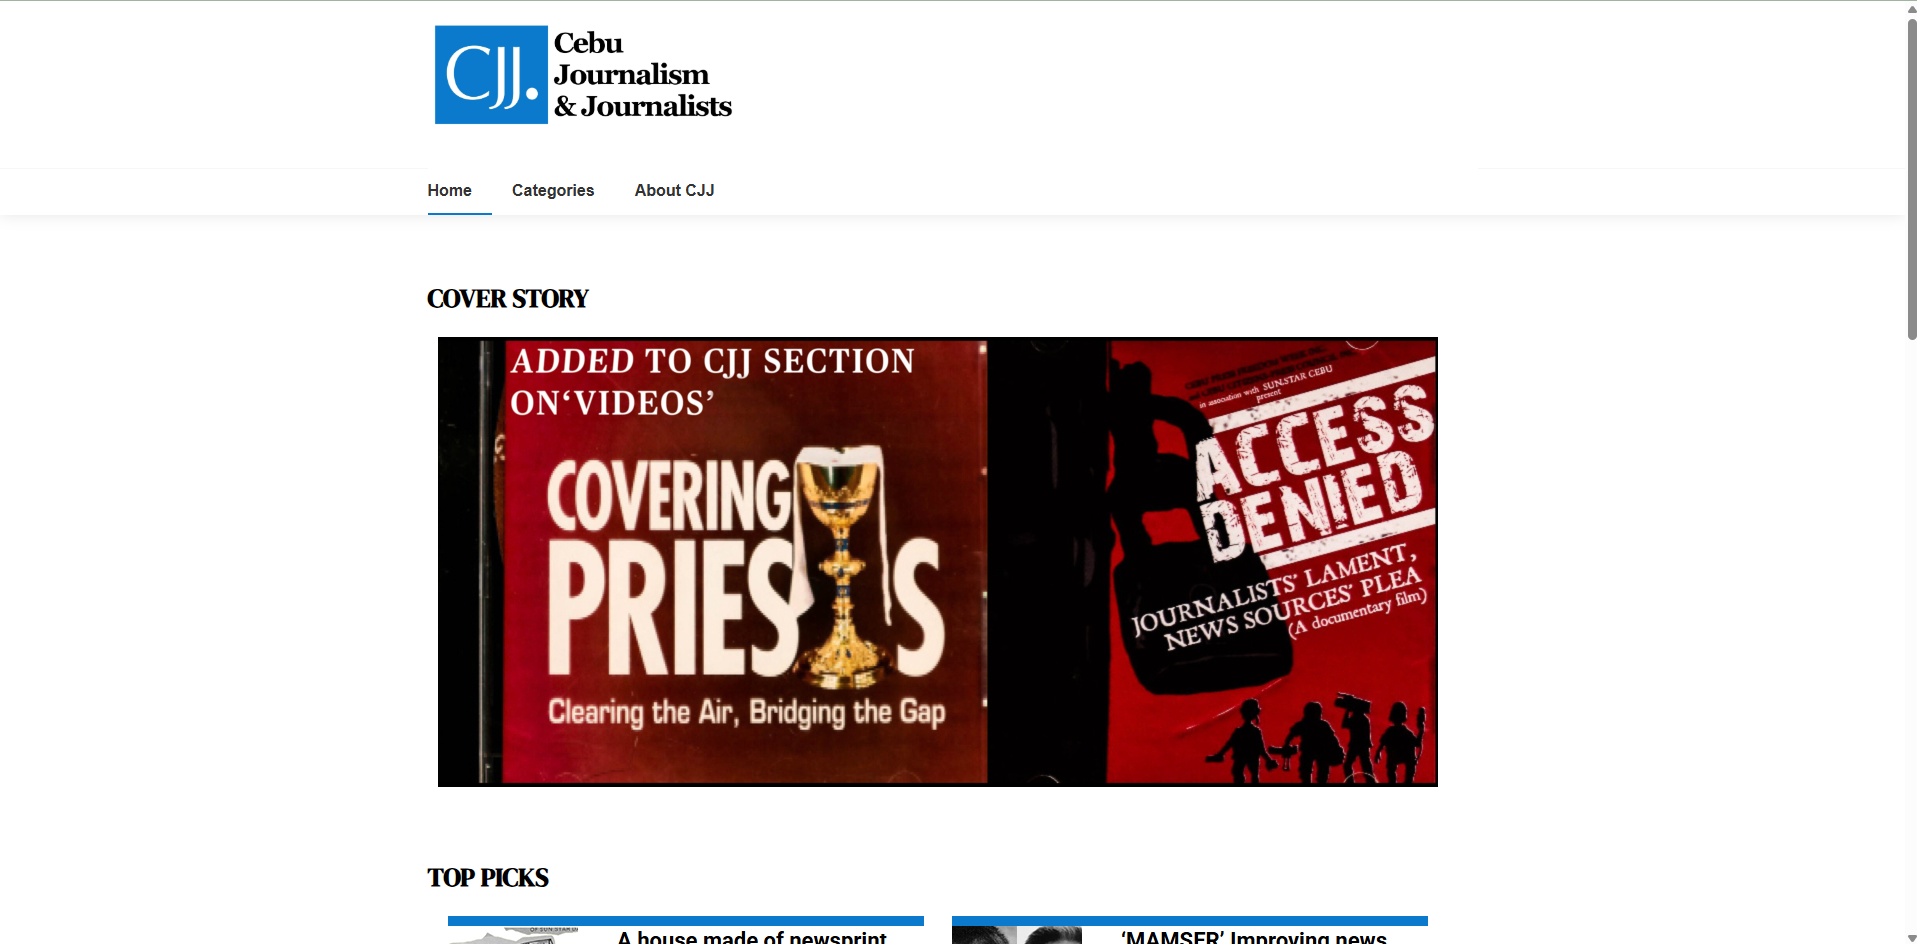 CJJ.
Cebu
Journalism
& Journalists
Home
Categories
About CJJ
COVER STORY
ADDED TO CJJ SECTION
ON‘VIDEOS’
COVERING
PRIESTS
Clearing the Air, Bridging the Gap
in association with SUN.STAR CEBU
present
ACCESS
DENIED
JOURNALISTS’ LAMENT,
NEWS SOURCES’ PLEA
(A documentary film)
TOP PICKS
A house made of newsprint
‘MAMSER’ Improving news